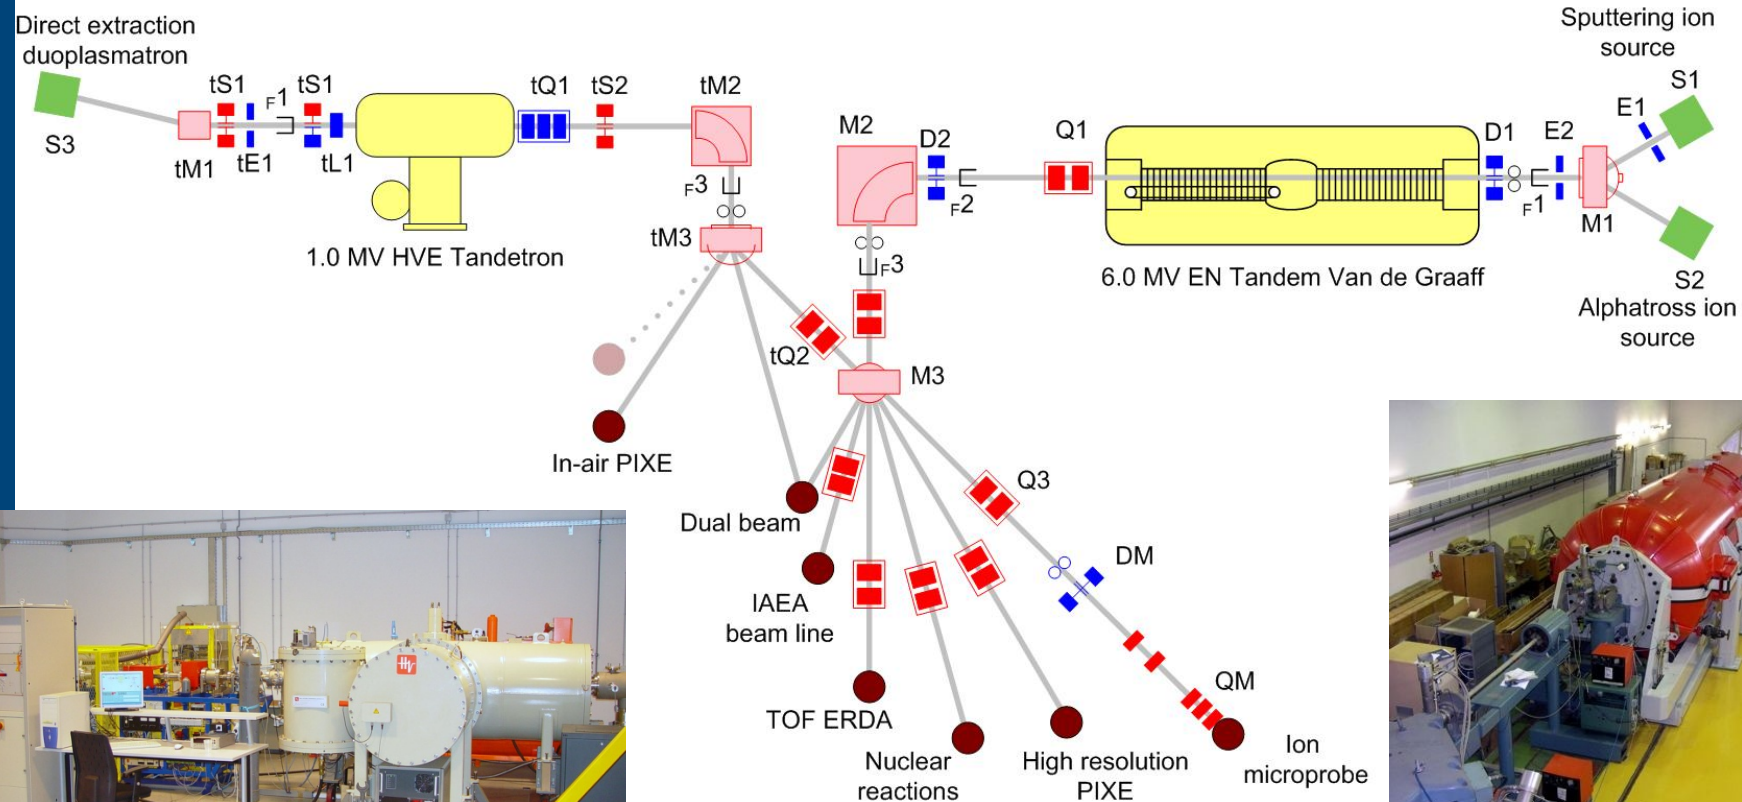 Direct extraction
duoplasmatron
S3
tM1
tS1
tE1
F1
tS1
tL1
1.0 MV HVE Tandetron
tQ1
tS2
tM2
F3
tM3
tQ2
In-air PIXE
M2
D2
F2
Q1
6.0 MV EN Tandem Van de Graaff
D1
F1
E2
M1
E1
Sputtering ion
source
S1
S2
Alphatross ion
source
F3
M3
Dual beam
IAEA
beam line
TOF ERDA
Nuclear
reactions
High resolution
PIXE
Q3
DM
QM
Ion
microprobe